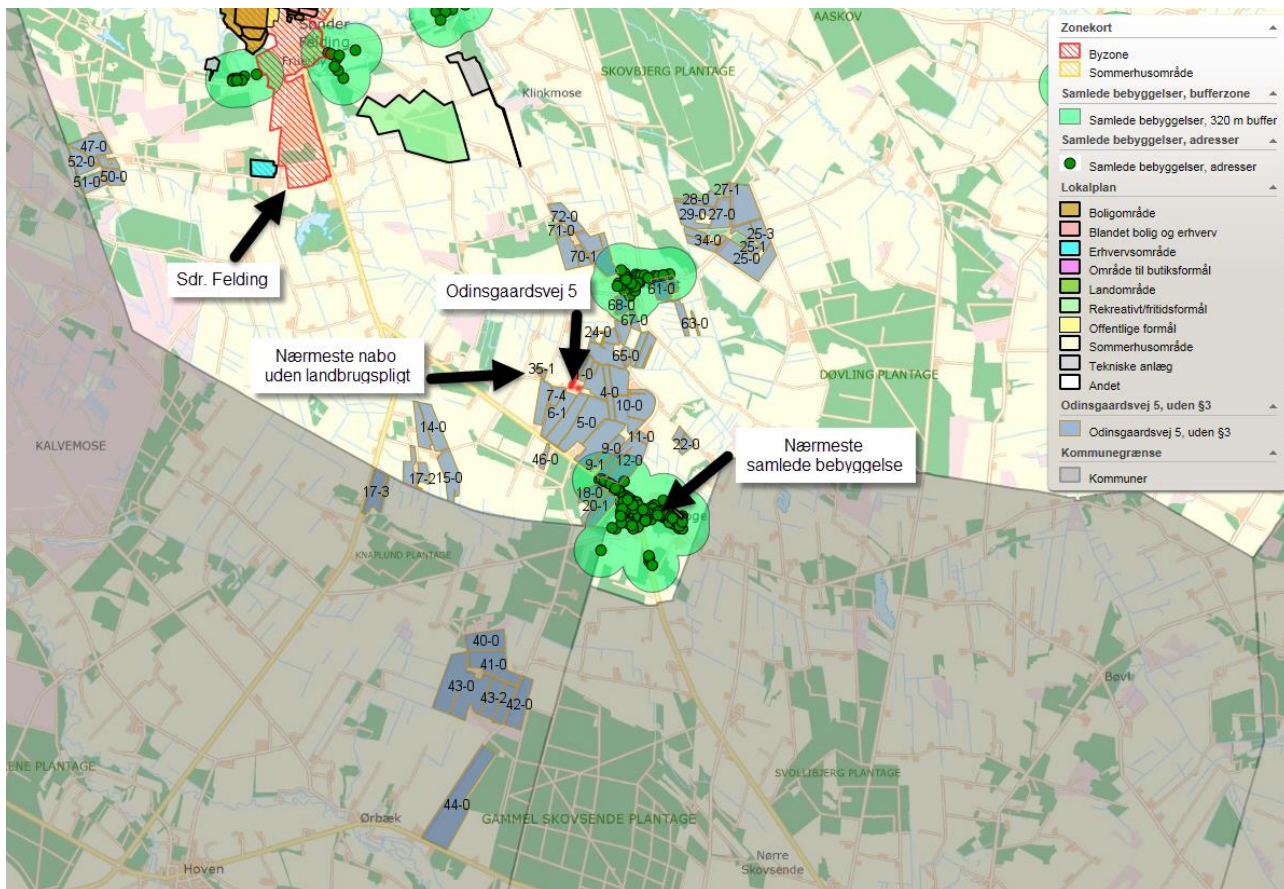 Sønder
Felding
AASKOV
SKOVBJERG PLANTAGE
Klinkmose
47-0
52-0
51-0
50-0
27-1
28-0
29-0
27-0
34-0
25-3
25-1
25-0
72-0
71-0
70-1
Sdr. Felding
Odinsgaardsvej 5
61-0
68-0
67-0
63-0
24-0
65-0
Nærmeste nabo
uden landbrugspligt
35-1
1-0
7-4
4-0
6-1
10-0
5-0
DØVLING PLANTAGE
14-0
11-0
22-0
9-0
46-0
9-1
12-0
Nærmeste
samlede bebyggelse
KALVEMOSE
17-2
15-0
17-3
18-0
20-1
KNAPLUND PLANTAGE
40-0
41-0
43-0
43-2
42-0
Bøvl
SVOLLIBJERG PLANTAGE
44-0
Ørbæk
GAMMEL SKOVSENDE PLANTAGE
Hoven
Nørre
Skovsende
Zonekort
Byzone
Sommerhusområde
Samlede bebyggelser, bufferzone
Samlede bebyggelser, 320 m buffer
Samlede bebyggelser, adresser
Samlede bebyggelser, adresser
Lokalplan
Boligområde
Blandet bolig og erhverv
Erhvervsområde
Område til butiksformål
Landområde
Rekreativt/fritidsformål
Offentlige formål
Sommerhusområde
Tekniske anlæg
Andet
Odinsgaardsvej 5, uden §3
Odinsgaardsvej 5, uden §3
Kommunegrænse
Kommuner